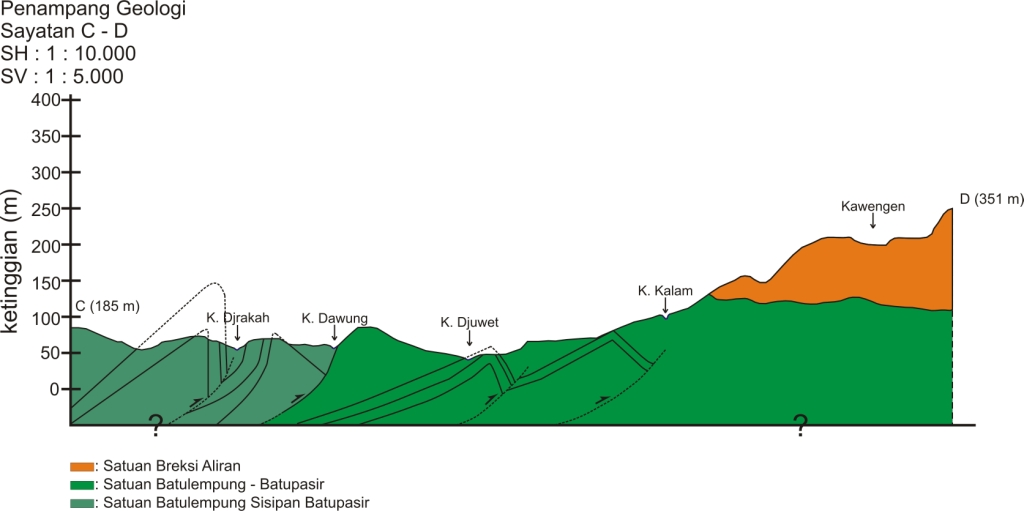 Penampang Geologi
Sayatan C - D
SH : 1 : 10.000
SV : 1 : 5.000
400
350
300
250
200
150
100
50
0
ketinggian (m)
C (185 m)
K. Djrakah
K. Dawung
K. Djuwet
K. Kalam
Kawengen
D (351 m)
?
?
: Satuan Breksi Aliran
: Satuan Batulempung - Batupasir
: Satuan Batulempung Sisipan Batupasir